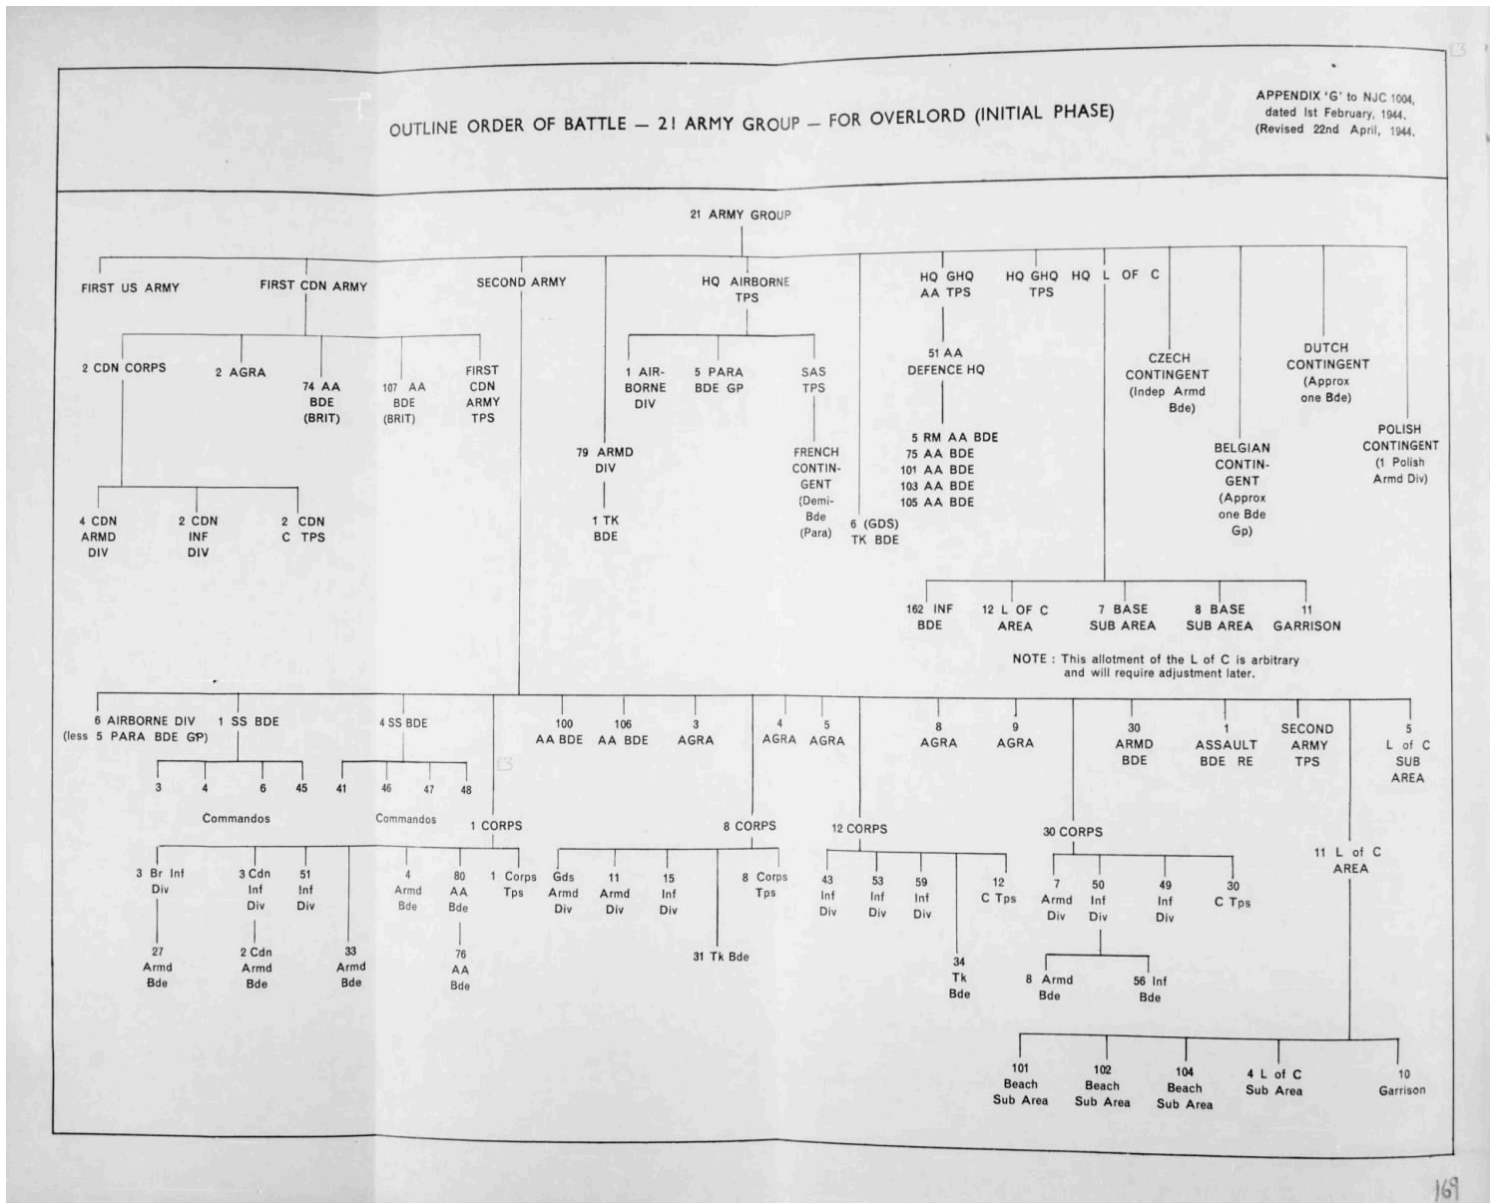 OUTLINE ORDER OF BATTLE — 21 ARMY GROUP — FOR OVERLORD (INITIAL PHASE)
APPENDIX 'G' to NJC 1004,
dated 1st February, 1944.
(Revised 22nd April, 1944.
21 ARMY GROUP
FIRST US ARMY
FIRST CDN ARMY
SECOND ARMY
HQ AIRBORNE
TPS
HQ GHQ
AA TPS
HQ GHQ
TPS
HQ L OF C
2 CDN CORPS
2 AGRA
74 AA
BDE
(BRIT)
107 AA
BDE
(BRIT)
FIRST
CDN
ARMY
TPS
1 AIR-
BORNE
DIV
5 PARA
BDE GP
SAS
TPS
51 AA
DEFENCE HQ
CZECH
CONTINGENT
(Indep Armd
Bde)
DUTCH
CONTINGENT
(Approx
one Bde)
79 ARMD
DIV
FRENCH
CONTIN-
GENT
(Demi-
Bde
(Para)
5 RM AA BDE
75 AA BDE
101 AA BDE
103 AA BDE
105 AA BDE
BELGIAN
CONTIN-
GENT
(Approx
one Bde
Gp)
POLISH
CONTINGENT
(1 Polish
Armd Div)
4 CDN
ARMD
DIV
2 CDN
INF
DIV
2 CDN
C TPS
1 TK
BDE
6 (GDS)
TK BDE
162 INF
BDE
12 L OF C
AREA
7 BASE
SUB AREA
8 BASE
SUB AREA
11
GARRISON
NOTE : This allotment of the L of C is arbitrary
and will require adjustment later.
6 AIRBORNE DIV
(less 5 PARA BDE GP)
1 SS BDE
4 SS BDE
100
AA BDE
106
AA BDE
3
AGRA
4
AGRA
5
AGRA
8
AGRA
9
AGRA
30
ARMD
BDE
1
ASSAULT
BDE RE
SECOND
ARMY
TPS
5
L of C
SUB
AREA
3 4 6 45
Commandos
41 46 47 48
Commandos
13
1 CORPS
8 CORPS
12 CORPS
30 CORPS
11 L of C
AREA
3 Br Inf
Div
3 Cdn
Inf
Div
51
Inf
Div
4
Armd
Bde
80
AA
Bde
1 Corps
Tps
Gds
Armd
Div
11
Armd
Div
15
Inf
Div
8 Corps
Tps
43
Inf
Div
53
Inf
Div
59
Inf
Div
12
C Tps
7
Armd
Div
50
Inf
Div
49
Inf
Div
30
C Tps
27
Armd
Bde
2 Cdn
Armd
Bde
33
Armd
Bde
76
AA
Bde
31 Tk Bde
34
Tk
Bde
8 Armd
Bde
56 Inf
Bde
101
Beach
Sub Area
102
Beach
Sub Area
104
Beach
Sub Area
4 L of C
Sub Area
10
Garrison
169